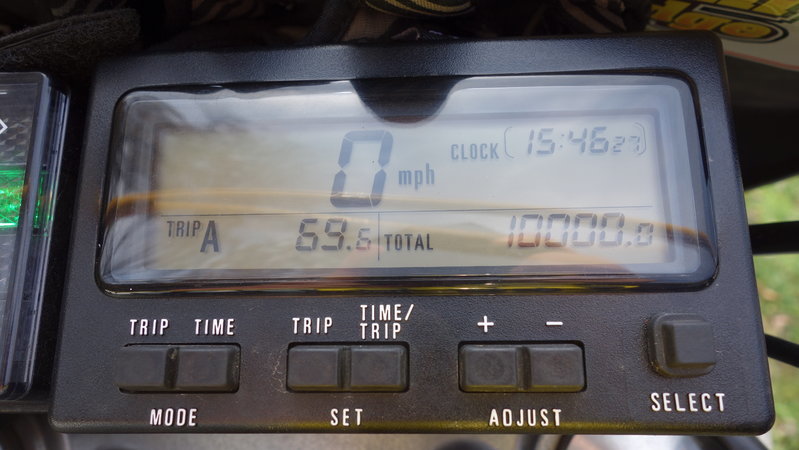 CLOCK 15:46 27
0 mph
TRIP A 69.6 TOTAL 10000.0
TRIP TIME TRIP TIME/TRIP + -
MODE SET ADJUST SELECT